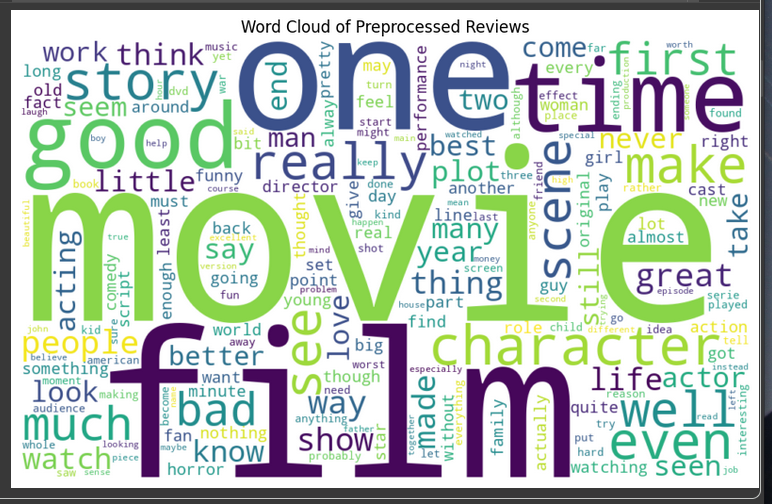 Word Cloud of Preprocessed Reviews
work think music yet
long old fact seem story around dvd hour war
laugh
one end pretty always
may turn feel start might
performance night two
come far every first worth
time although effect woman place ending production someone found
good boy help said bit man
really main keep watched best plot three
special never right
girl make
book little funny course director must
another friend high scene anyone
rather cast new play original
beautiful movie
give day done kind real happen shot
thought mean line last many year
lot almost take
acting true comedy script sure
enough least back excellent say version going fun
mind set point problem young
money screen thing guy second
still trying great episode
house part love find
serie played
john kid people believe american
something moment making
world away better want minute
see big worst though need
role child different go idea action tell
character got instead
film
look audience much whole looking piece
watch saw sense
become name maybe bad fan nothing know horror
anything way father show probably star
together especially made let without everything
family actually
life actor reason quite try put hard
well read left interesting
even watching seen job